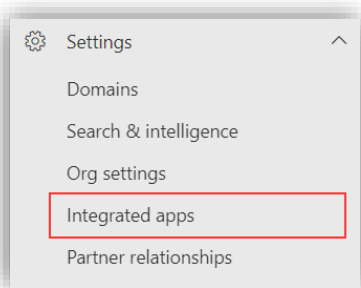 Settings
Domains
Search & intelligence
Org settings
Integrated apps
Partner relationships